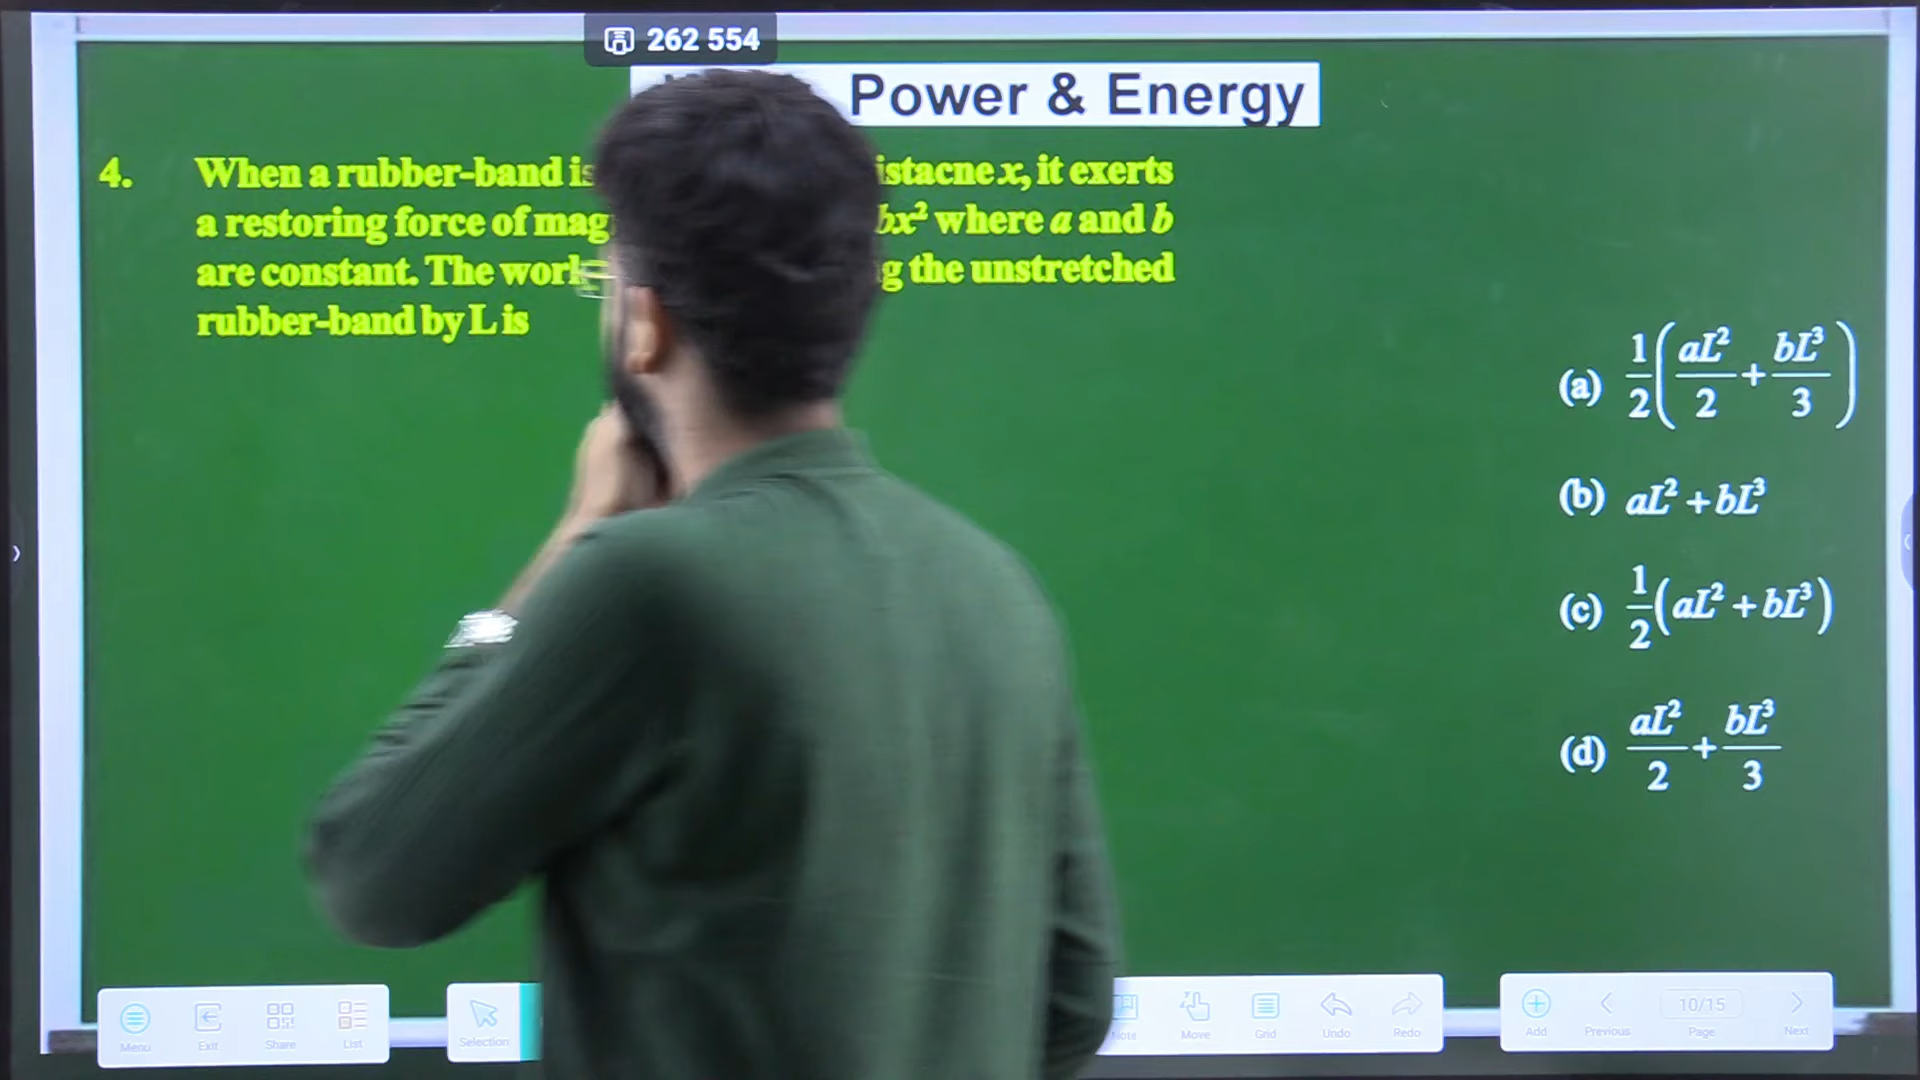 262 554
Power & Energy
4. When a rubber-band is istacne x, it exerts
a restoring force of mag bx² where a and b
are constant. The work g the unstretched
rubber-band by L is
(a) 1/2 (aL²/2 + bL³/3)
(b) aL² + bL³
(c) 1/2 (aL² + bL³)
(d) aL²/2 + bL³/3
Menu Exit Share List Selection Note Move Grid Undo Redo Add Previous 10/15 Page Next